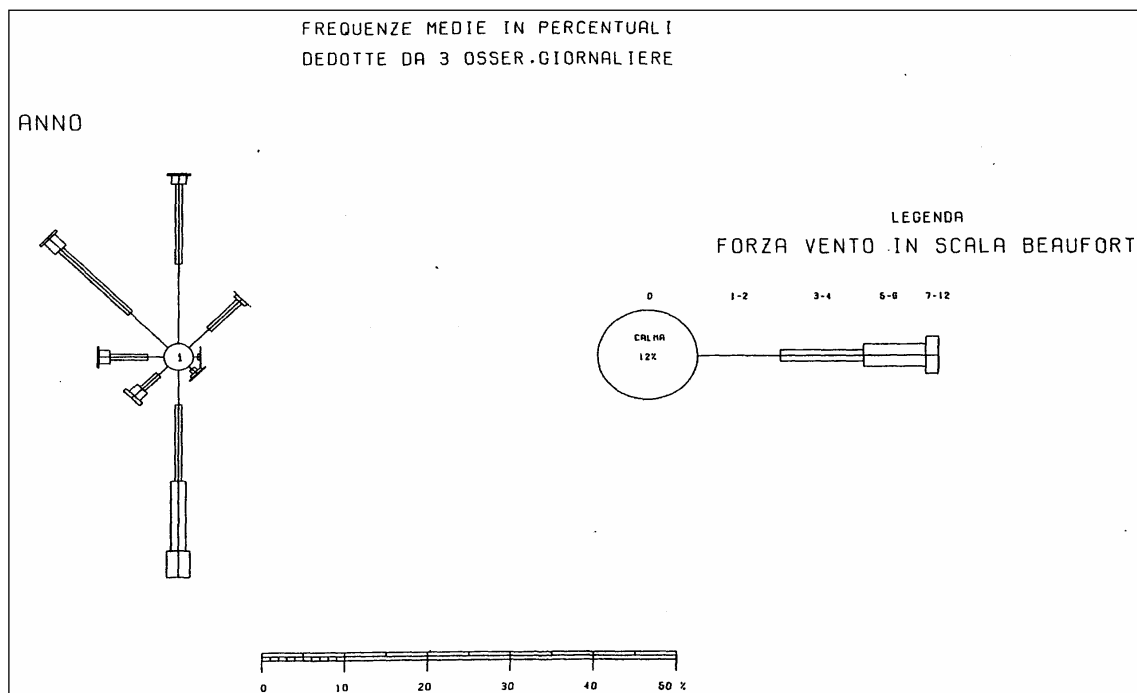 FREQUENZE MEDIE IN PERCENTUALI
DEDOTTE DA 3 OSSER.GIORNALIERE
ANNO
LEGENDA
FORZA VENTO IN SCALA BEAUFORT
0 1-2 3-4 5-6 7-12
CALMA
12%
1
0 10 20 30 40 50 %